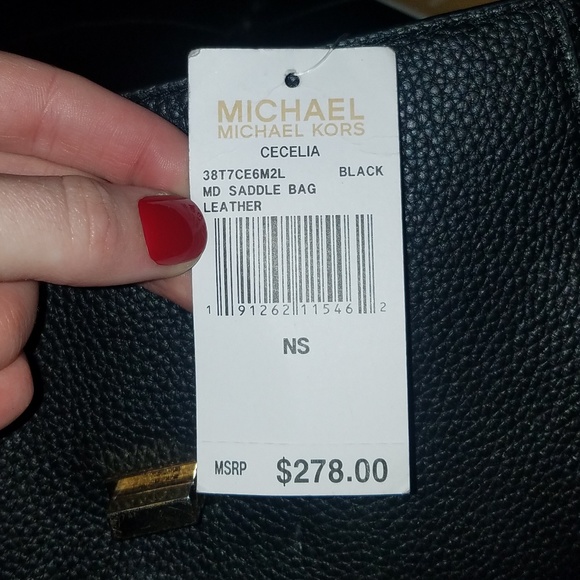 MICHAEL
MICHAEL KORS
CECELIA
38T7CE6M2L BLACK
MD SADDLE BAG
LEATHER
1 91262 11546 2
NS
MSRP $278.00